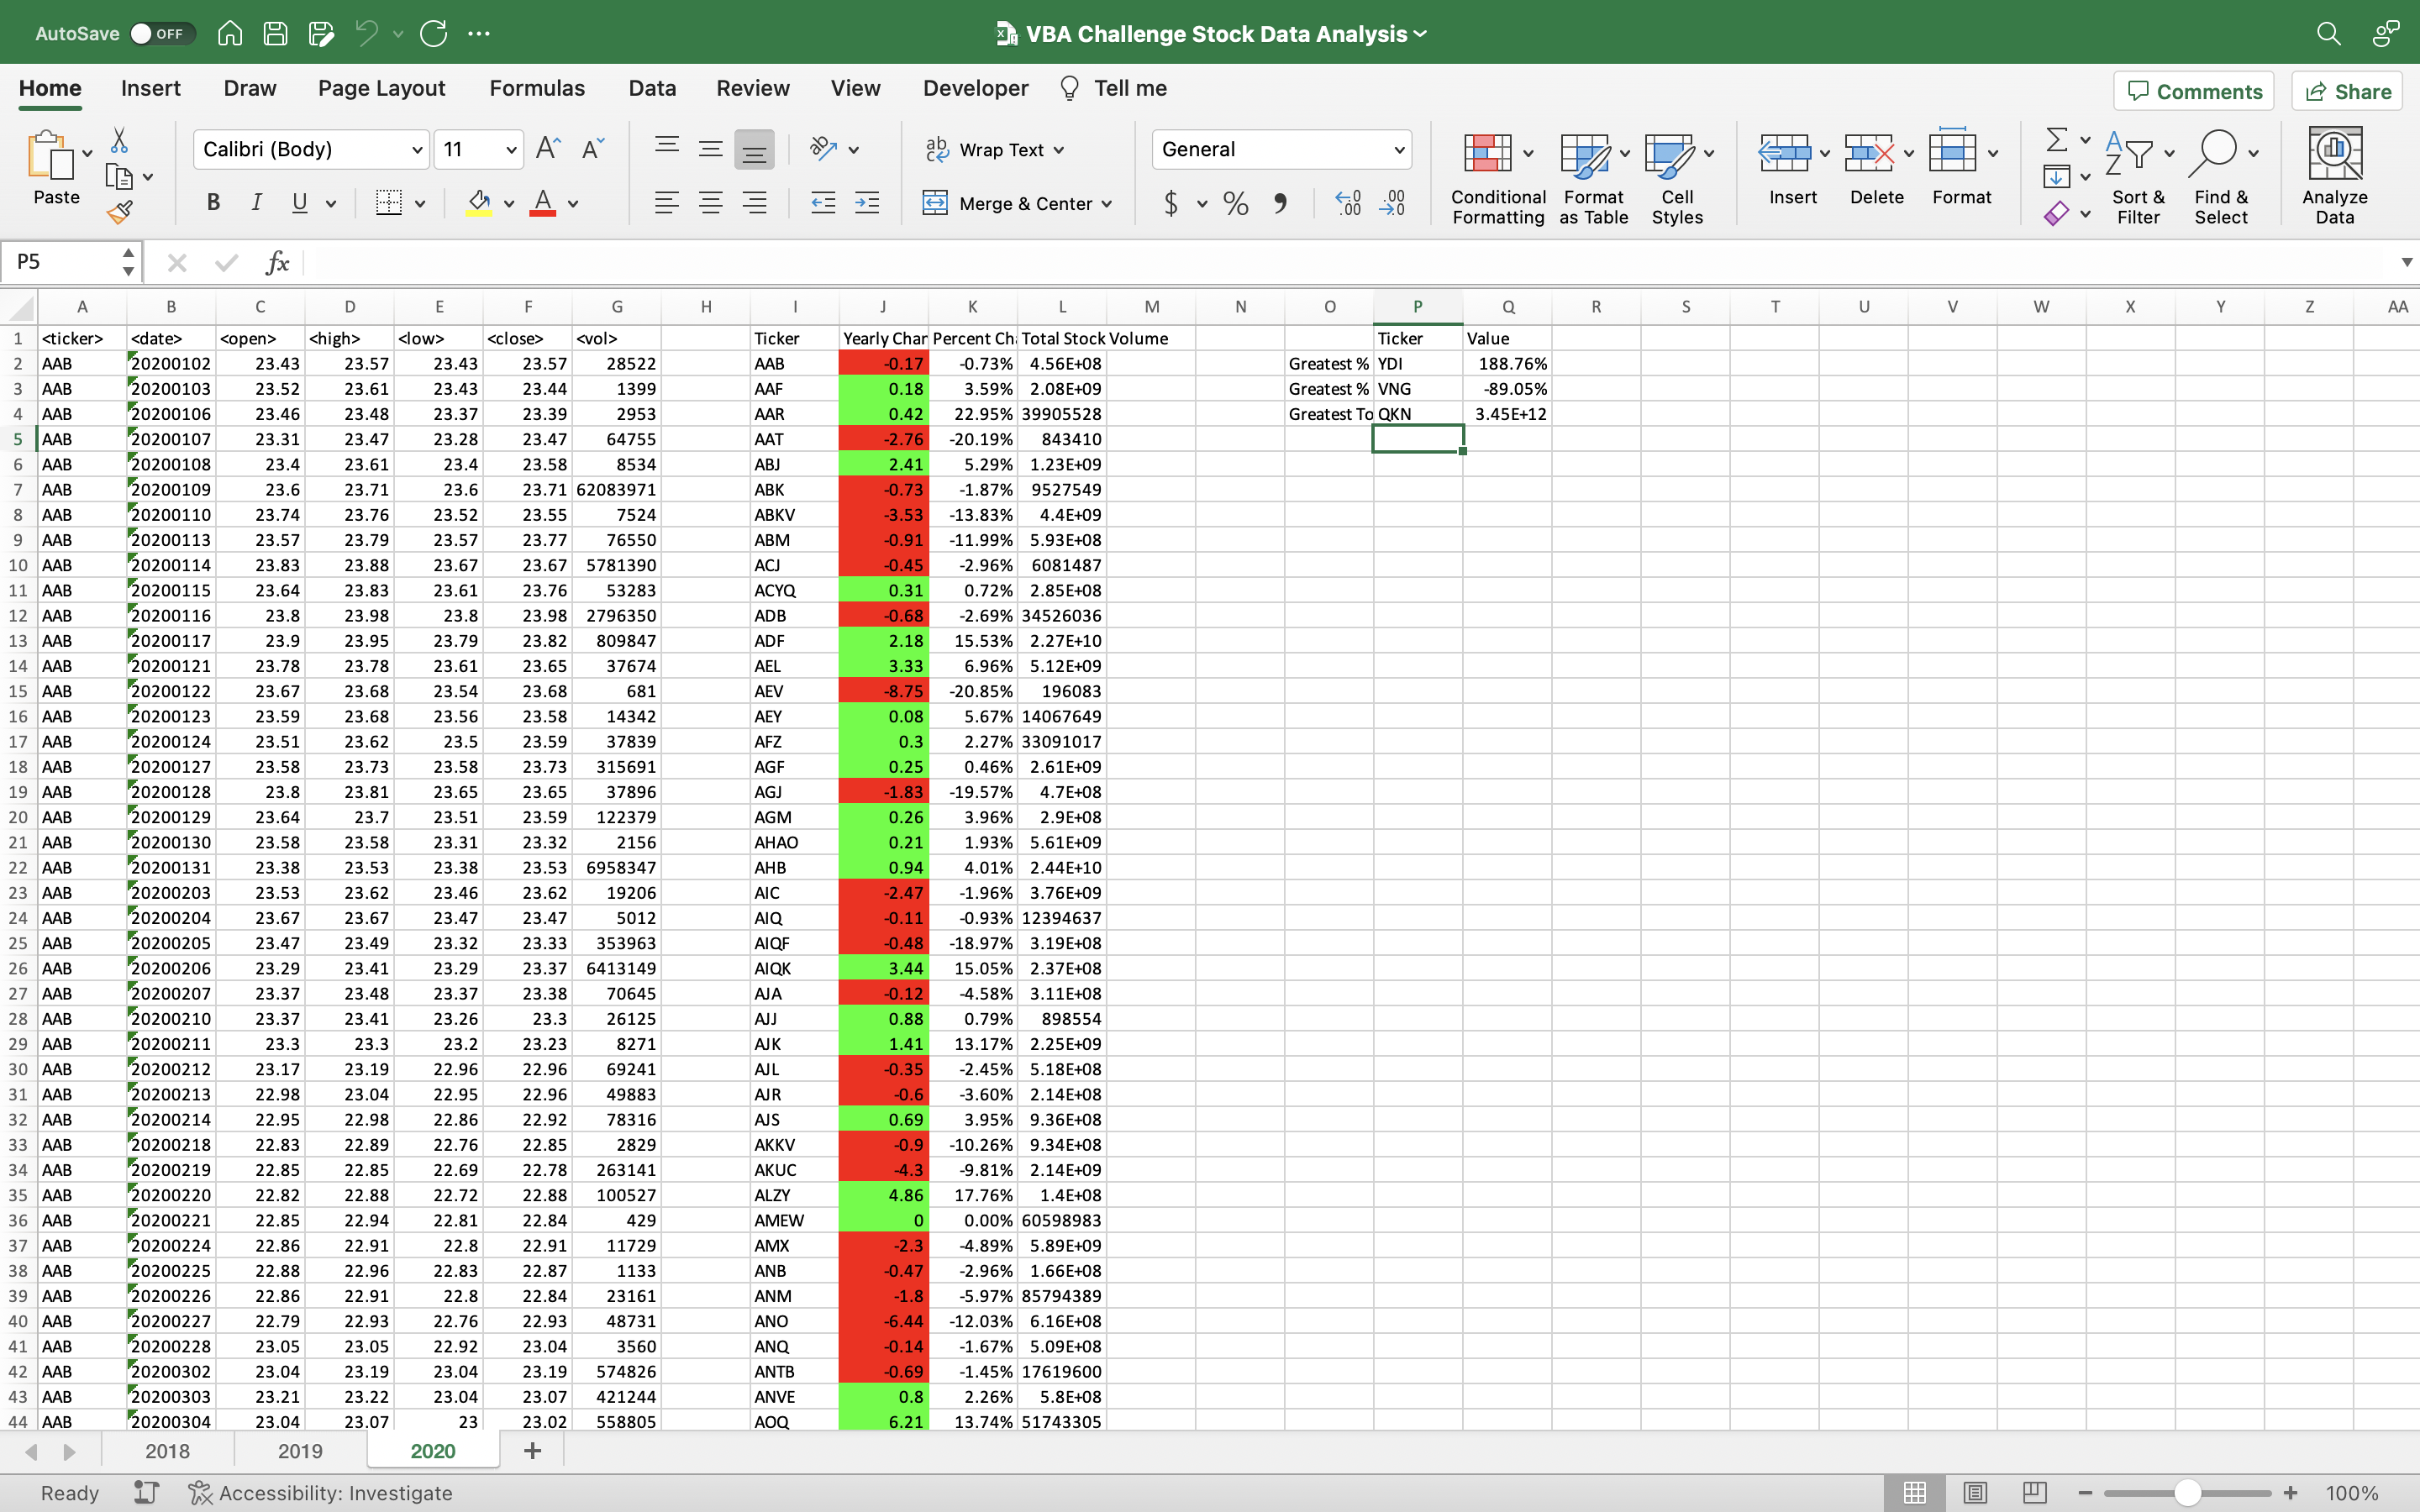 AutoSave OFF VBA Challenge Stock Data Analysis
Home Insert Draw Page Layout Formulas Data Review View Developer Tell me Comments Share
Calibri (Body) 11 Wrap Text General
Paste B I U Merge & Center $ % Conditional Formatting Format as Table Cell Styles Insert Delete Format Sort & Filter Find & Select Analyze Data
P5 fx
A B C D E F G H I J K L M N O P Q R S T U V W X Y Z AA
1 <ticker> <date> <open> <high> <low> <close> <vol> Ticker Yearly Char Percent Ch Total Stock Volume Ticker Value
2 AAB 20200102 23.43 23.57 23.43 23.57 28522 AAB -0.17 -0.73% 4.56E+08 Greatest % YDI 188.76%
3 AAB 20200103 23.52 23.61 23.43 23.44 1399 AAF 0.18 3.59% 2.08E+09 Greatest % VNG -89.05%
4 AAB 20200106 23.46 23.48 23.37 23.39 2953 AAR 0.42 22.95% 39905528 Greatest To QKN 3.45E+12
5 AAB 20200107 23.31 23.47 23.28 23.47 64755 AAT -2.76 -20.19% 843410
6 AAB 20200108 23.4 23.61 23.4 23.58 8534 ABJ 2.41 5.29% 1.23E+09
7 AAB 20200109 23.6 23.71 23.6 23.71 62083971 ABK -0.73 -1.87% 9527549
8 AAB 20200110 23.74 23.76 23.52 23.55 7524 ABKV -3.53 -13.83% 4.4E+09
9 AAB 20200113 23.57 23.79 23.57 23.77 76550 ABM -0.91 -11.99% 5.93E+08
10 AAB 20200114 23.83 23.88 23.67 23.67 5781390 ACJ -0.45 -2.96% 6081487
11 AAB 20200115 23.64 23.83 23.61 23.76 53283 ACYQ 0.31 0.72% 2.85E+08
12 AAB 20200116 23.8 23.98 23.8 23.98 2796350 ADB -0.68 -2.69% 34526036
13 AAB 20200117 23.9 23.95 23.79 23.82 809847 ADF 2.18 15.53% 2.27E+10
14 AAB 20200121 23.78 23.78 23.61 23.65 37674 AEL 3.33 6.96% 5.12E+09
15 AAB 20200122 23.67 23.68 23.54 23.68 681 AEV -8.75 -20.85% 196083
16 AAB 20200123 23.59 23.68 23.56 23.58 14342 AEY 0.08 5.67% 14067649
17 AAB 20200124 23.51 23.62 23.5 23.59 37839 AFZ 0.3 2.27% 33091017
18 AAB 20200127 23.58 23.73 23.58 23.73 315691 AGF 0.25 0.46% 2.61E+09
19 AAB 20200128 23.8 23.81 23.65 23.65 37896 AGJ -1.83 -19.57% 4.7E+08
20 AAB 20200129 23.64 23.7 23.51 23.59 122379 AGM 0.26 3.96% 2.9E+08
21 AAB 20200130 23.58 23.58 23.31 23.32 2156 AHAO 0.21 1.93% 5.61E+09
22 AAB 20200131 23.38 23.53 23.38 23.53 6958347 AHB 0.94 4.01% 2.44E+10
23 AAB 20200203 23.53 23.62 23.46 23.62 19206 AIC -2.47 -1.96% 3.76E+09
24 AAB 20200204 23.67 23.67 23.47 23.47 5012 AIQ -0.11 -0.93% 12394637
25 AAB 20200205 23.47 23.49 23.32 23.33 353963 AIQF -0.48 -18.97% 3.19E+08
26 AAB 20200206 23.29 23.41 23.29 23.37 6413149 AIQK 3.44 15.05% 2.37E+08
27 AAB 20200207 23.37 23.48 23.37 23.38 70645 AJA -0.12 -4.58% 3.11E+08
28 AAB 20200210 23.37 23.41 23.26 23.3 26125 AJJ 0.88 0.79% 898554
29 AAB 20200211 23.3 23.3 23.2 23.23 8271 AJK 1.41 13.17% 2.25E+09
30 AAB 20200212 23.17 23.19 22.96 22.96 69241 AJL -0.35 -2.45% 5.18E+08
31 AAB 20200213 22.98 23.04 22.95 22.96 49883 AJR -0.6 -3.60% 2.14E+08
32 AAB 20200214 22.95 22.98 22.86 22.92 78316 AJS 0.69 3.95% 9.36E+08
33 AAB 20200218 22.83 22.89 22.76 22.85 2829 AKKV -0.9 -10.26% 9.34E+08
34 AAB 20200219 22.85 22.85 22.69 22.78 263141 AKUC -4.3 -9.81% 2.14E+09
35 AAB 20200220 22.82 22.88 22.72 22.88 100527 ALZY 4.86 17.76% 1.4E+08
36 AAB 20200221 22.85 22.94 22.81 22.84 429 AMEW 0 0.00% 60598983
37 AAB 20200224 22.86 22.91 22.8 22.91 11729 AMX -2.3 -4.89% 5.89E+09
38 AAB 20200225 22.88 22.96 22.83 22.87 1133 ANB -0.47 -2.96% 1.66E+08
39 AAB 20200226 22.86 22.91 22.8 22.84 23161 ANM -1.8 -5.97% 85794389
40 AAB 20200227 22.79 22.93 22.76 22.93 48731 ANO -6.44 -12.03% 6.16E+08
41 AAB 20200228 23.05 23.05 22.92 23.04 3560 ANQ -0.14 -1.67% 5.09E+08
42 AAB 20200302 23.04 23.19 23.04 23.19 574826 ANTB -0.69 -1.45% 17619600
43 AAB 20200303 23.21 23.22 23.04 23.07 421244 ANVE 0.8 2.26% 5.8E+08
44 AAB 20200304 23.04 23.07 23 23.02 558805 AOQ 6.21 13.74% 51743305
2018 2019 2020 +
Ready Accessibility: Investigate 100%